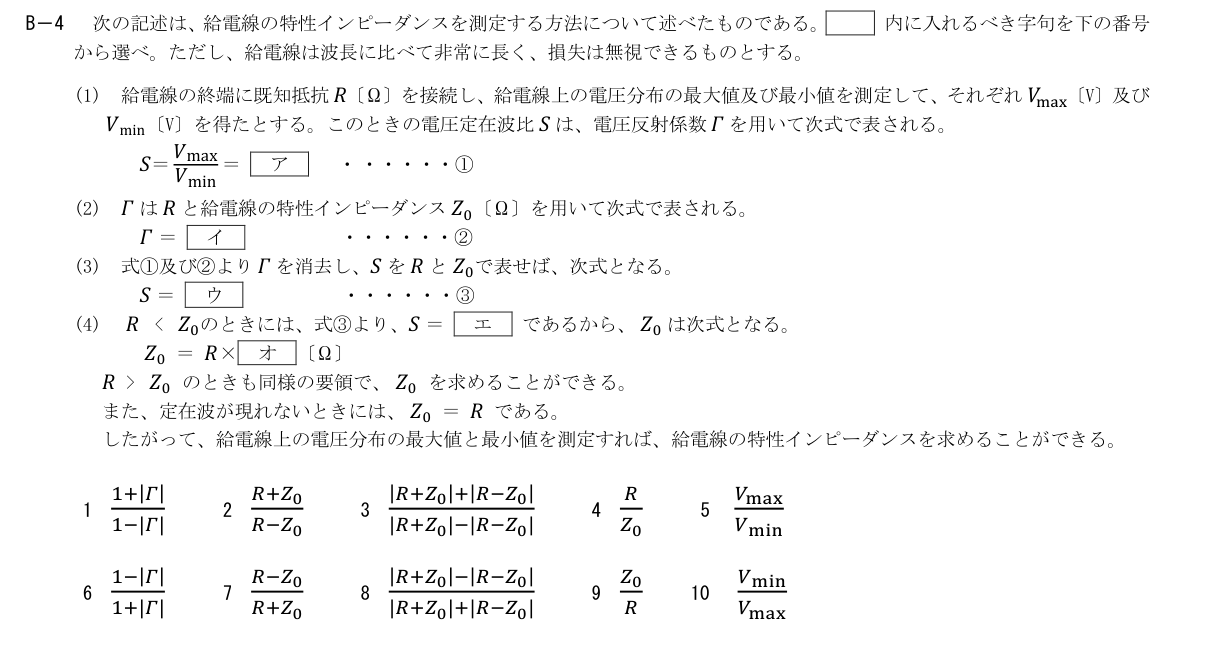 B-4 次の記述は、給電線の特性インピーダンスを測定する方法について述べたものである。 内に入れるべき字句を下の番号
から選べ。ただし、給電線は波長に比べて非常に長く、損失は無視できるものとする。
(1) 給電線の終端に既知抵抗 R〔Ω〕を接続し、給電線上の電圧分布の最大値及び最小値を測定して、それぞれ Vmax〔V〕及び
Vmin〔V〕を得たとする。このときの電圧定在波比 S は、電圧反射係数 Γ を用いて次式で表される。
S = Vmax/Vmin = ア ・・・・・・①
(2) Γ は R と給電線の特性インピーダンス Z0〔Ω〕を用いて次式で表される。
Γ = イ ・・・・・・②
(3) 式①及び②より Γ を消去し、S を R と Z0で表せば、次式となる。
S = ウ ・・・・・・③
(4) R < Z0のときには、式③より、S = エ であるから、Z0 は次式となる。
Z0 = R× オ 〔Ω〕
R > Z0 のときも同様の要領で、Z0 を求めることができる。
また、定在波が現れないときには、Z0 = R である。
したがって、給電線上の電圧分布の最大値と最小値を測定すれば、給電線の特性インピーダンスを求めることができる。
1 1+|Γ|/1−|Γ| 2 R+Z0/R−Z0 3 |R+Z0|+|R−Z0|/|R+Z0|−|R−Z0| 4 R/Z0 5 Vmax/Vmin
6 1−|Γ|/1+|Γ| 7 R−Z0/R+Z0 8 |R+Z0|−|R−Z0|/|R+Z0|+|R−Z0| 9 Z0/R 10 Vmin/Vmax